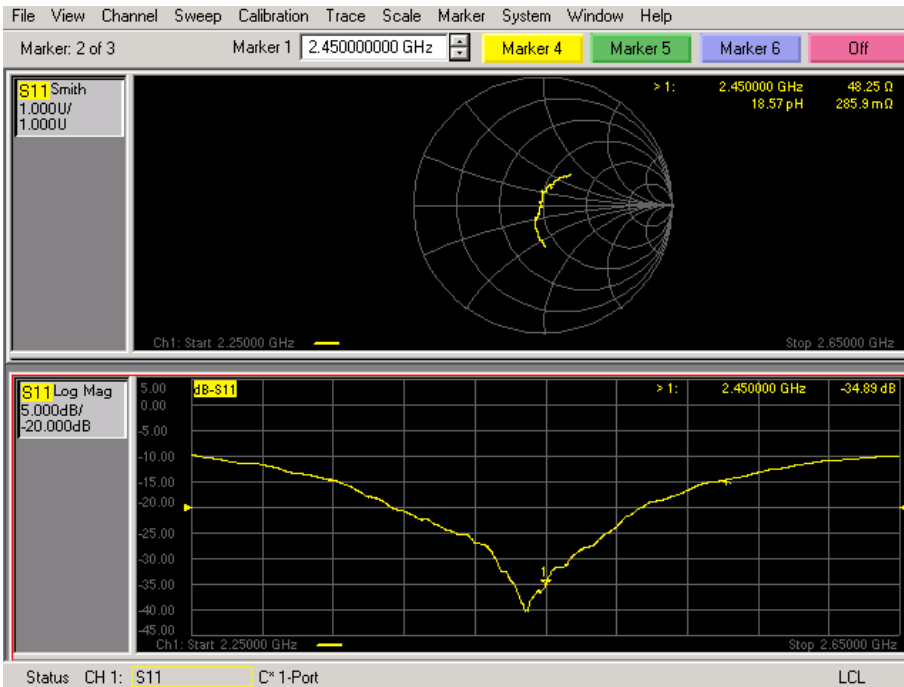 File View Channel Sweep Calibration Trace Scale Marker System Window Help
Marker: 2 of 3 Marker 1 2.450000000 GHz Marker 4 Marker 5 Marker 6 Off
S11 Smith
1.000U/
1.000U
> 1: 2.450000 GHz 48.25 Ω
18.57 pH 285.9 mΩ
Ch1: Start 2.25000 GHz Stop 2.65000 GHz
S11 Log Mag
5.000dB/
-20.000dB
dB-S11
> 1: 2.450000 GHz -34.89 dB
5.00
0.00
-5.00
-10.00
-15.00
-20.00
-25.00
-30.00
-35.00
-40.00
-45.00
1
Ch1: Start 2.25000 GHz Stop 2.65000 GHz
Status CH 1: S11 C* 1-Port LCL